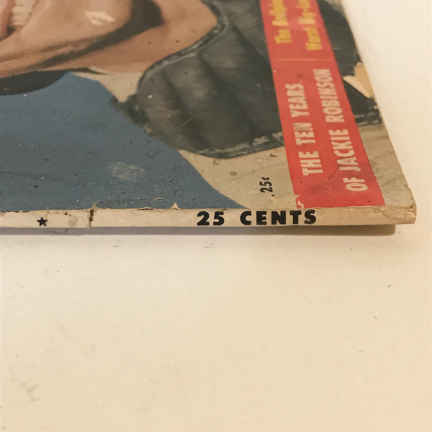 THE TEN YEARS
OF JACKIE ROBINSON
.25¢
★ 25 CENTS